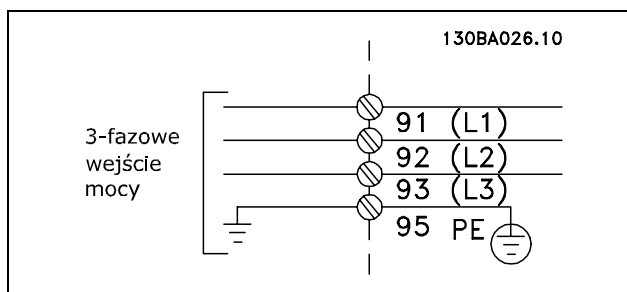 130BA026.10
3-fazowe
wejście
mocy
91 (L1)
92 (L2)
93 (L3)
95 PE